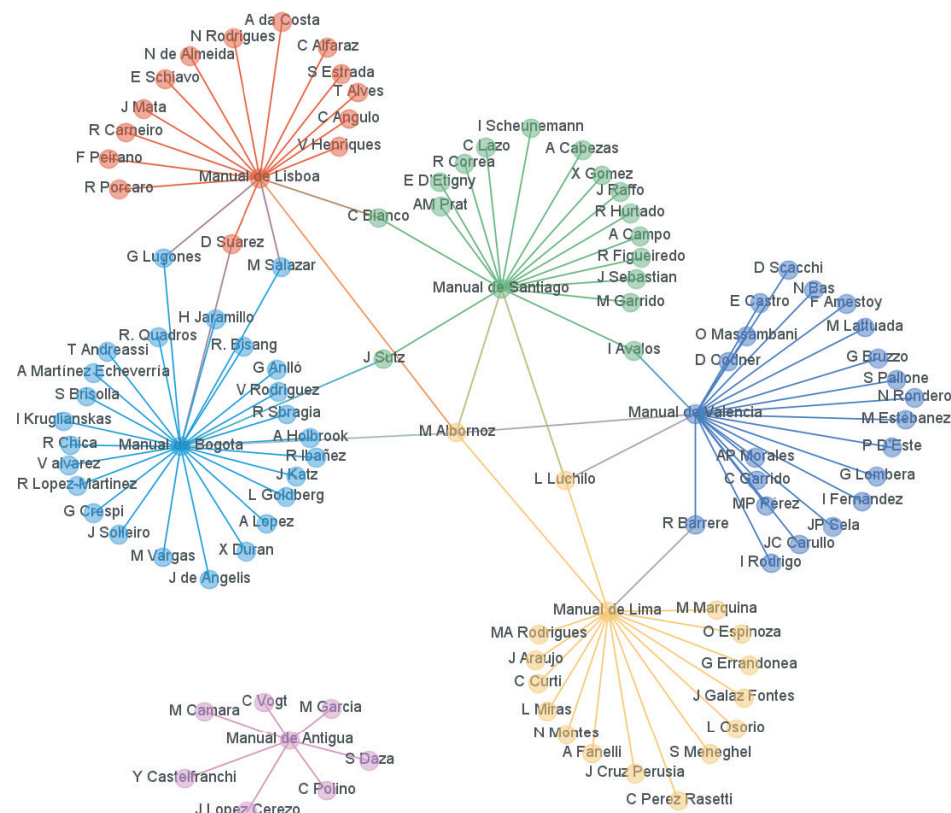 A da Costa
N Rodrigues
C Alfaraz
N de Almeida
S Estrada
E Schiavo
T Alves
J Mata
C Angulo
R Carneiro
V Henriques
F Peirano
Manual de Lisboa
R Porcaro
I Scheunemann
C Lazo
A Cabezas
R Correa
X Gomez
E D'Etigny
J Raffo
AM Prat
R Hurtado
C Bianco
A Campo
D Suarez
G Lugones
R Figueiredo
M Salazar
J Sebastian
Manual de Santiago
M Garrido
D Scacchi
N Bas
E Castro
F Amestoy
H Jaramillo
M Lattuada
R. Quadros
O Massambani
R. Bisang
T Andreassi
I Avalos
J Sutz
D Codner
G Bruzzo
A Martínez Echeverría
G Anlló
S Pallone
V Rodriguez
S Brisolla
N Rondero
R Sbragia
Manual de Valencia
I Kruglianskas
M Estebanez
M Albornoz
A Holbrook
R Chica
Manual de Bogota
P D'Este
R Ibañez
AP Morales
V alvarez
J Katz
L Luchilo
C Garrido
G Lombera
R Lopez-Martinez
L Goldberg
I Fernandez
MP Pérez
G Crespi
A Lopez
R Barrere
JP Sela
J Solleiro
JC Carullo
X Duran
M Vargas
I Rodrigo
J de Angelis
Manual de Lima
M Marquina
MA Rodrigues
O Espinoza
J Araujo
G Errandonea
C Curti
J Galaz Fontes
L Miras
L Osorio
N Montes
A Fanelli
S Meneghel
J Cruz Perusia
C Perez Rasetti
C Vogt
M Camara
M Garcia
Manual de Antigua
S Daza
Y Castelfranchi
C Polino
J Lopez Cerezo